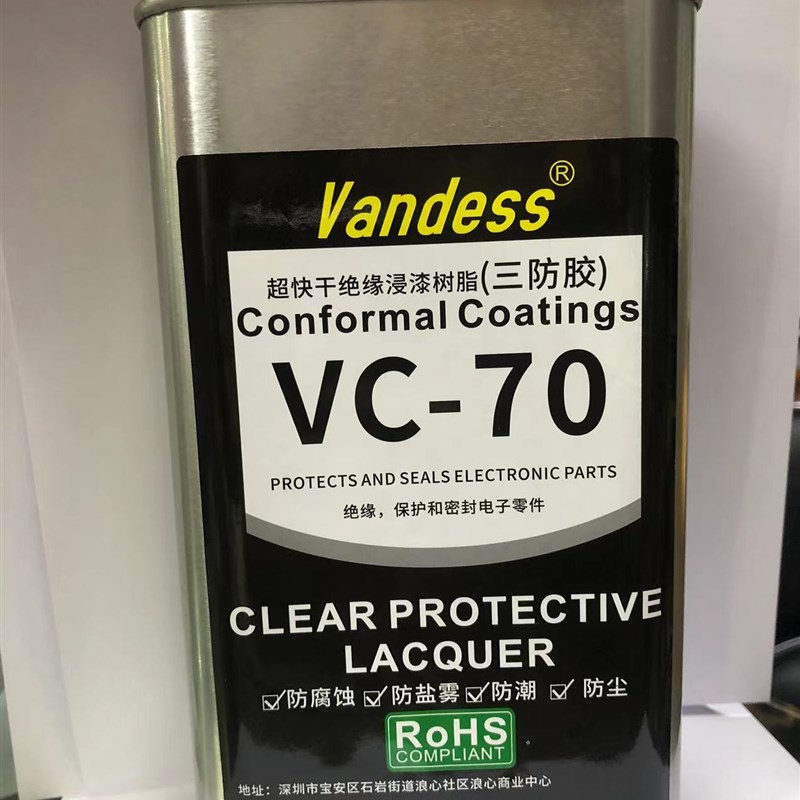 Vandess®
超快干绝缘浸漆树脂(三防胶)
Conformal Coatings
VC-70
PROTECTS AND SEALS ELECTRONIC PARTS
绝缘，保护和密封电子零件
CLEAR PROTECTIVE
LACQUER
☑防腐蚀 ☑防盐雾 ☑防潮 ☑防尘
RoHS
COMPLIANT
地址：深圳市宝安区石岩街道浪心社区浪心商业中心